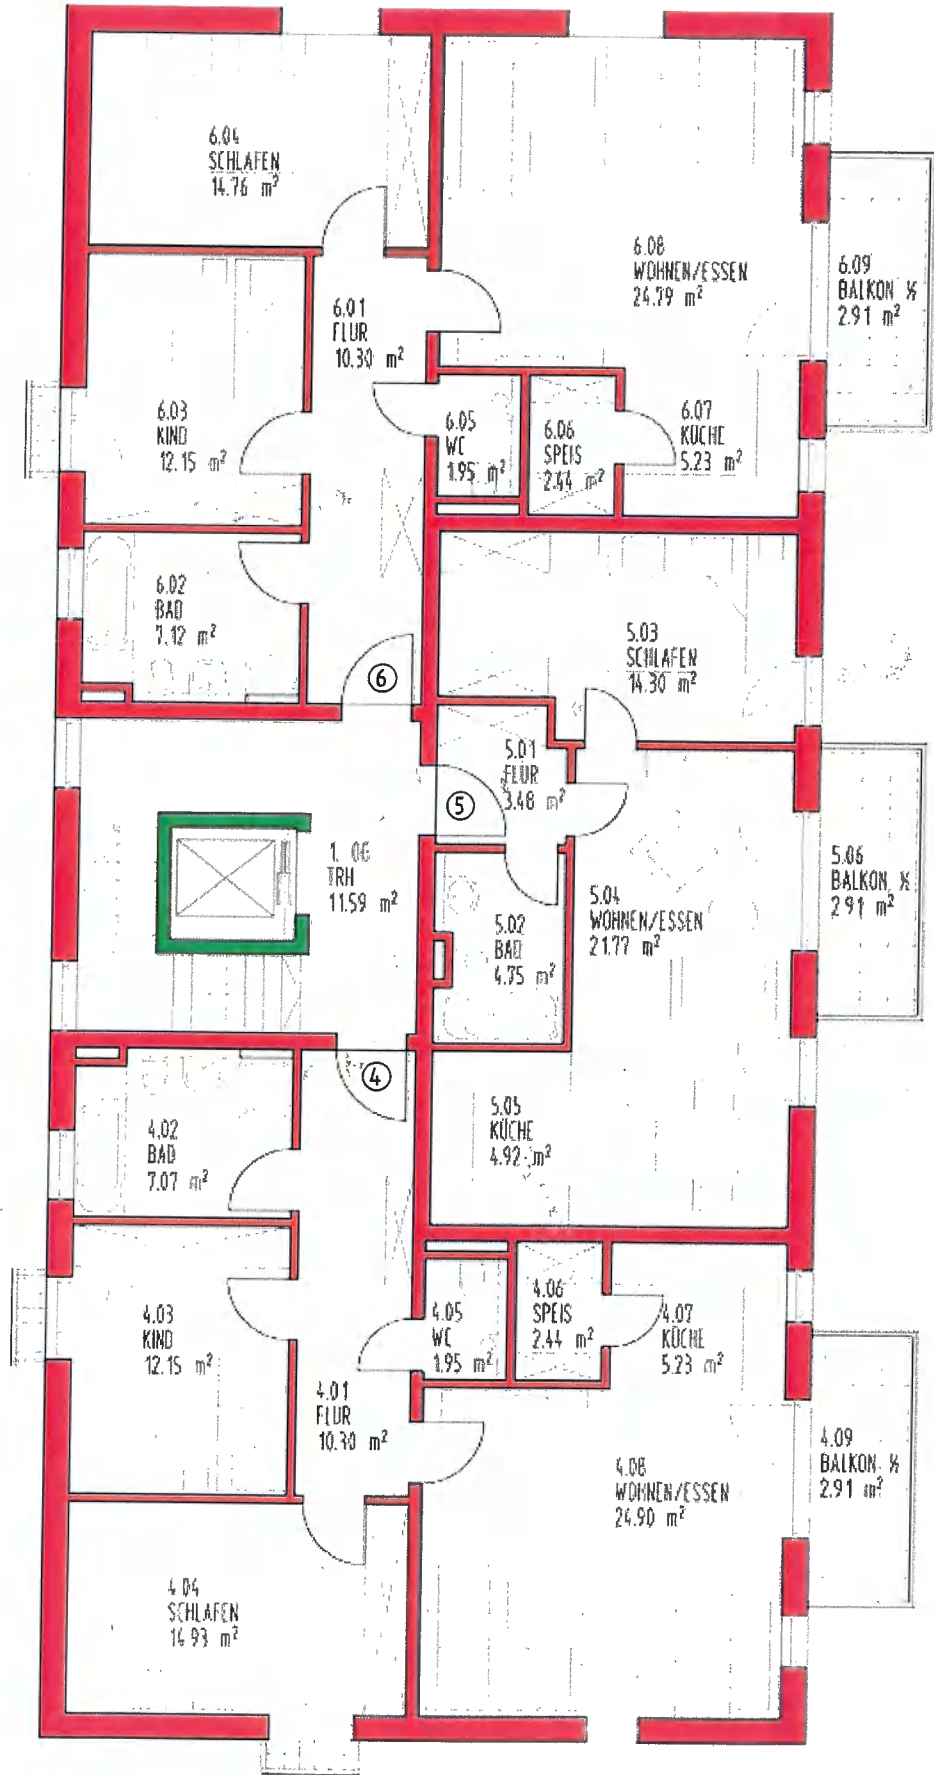 6.04
SCHLAFEN
14.76 m²
6.08
WOHNEN/ESSEN
24.79 m²
6.09
BALKON ½
2.91 m²
6.01
FLUR
10.30 m²
6.03
KIND
12.15 m²
6.05
WC
1.95 m²
6.06
SPEIS
2.44 m²
6.07
KÜCHE
5.23 m²
6.02
BAD
7.12 m²
6
5.03
SCHLAFEN
14.30 m²
5.01
FLUR
3.48 m²
5
1. OG
TRH
11.59 m²
5.02
BAD
4.75 m²
5.04
WOHNEN/ESSEN
21.77 m²
5.06
BALKON ½
2.91 m²
4
5.05
KÜCHE
4.92 m²
4.02
BAD
7.07 m²
4.03
KIND
12.15 m²
4.05
WC
1.95 m²
4.06
SPEIS
2.44 m²
4.07
KÜCHE
5.23 m²
4.01
FLUR
10.30 m²
4.08
WOHNEN/ESSEN
24.90 m²
4.09
BALKON ½
2.91 m²
4.04
SCHLAFEN
14.93 m²